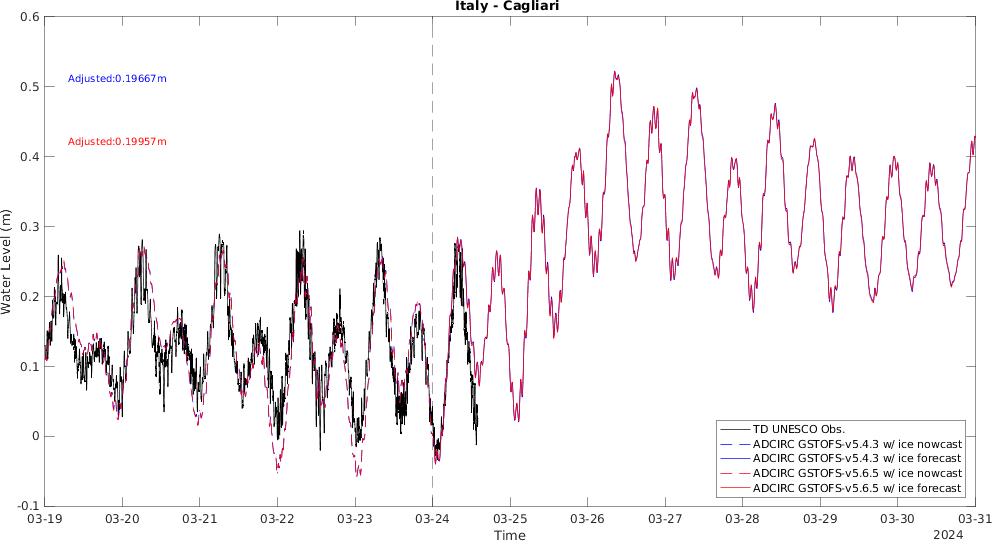 Italy - Cagliari
0.6
0.5
0.4
0.3
0.2
0.1
0
-0.1
Water Level (m)
Adjusted:0.19667m
Adjusted:0.19957m
TD UNESCO Obs.
ADCIRC GSTOFS-v5.4.3 w/ ice nowcast
ADCIRC GSTOFS-v5.4.3 w/ ice forecast
ADCIRC GSTOFS-v5.6.5 w/ ice nowcast
ADCIRC GSTOFS-v5.6.5 w/ ice forecast
03-19 03-20 03-21 03-22 03-23 03-24 03-25 03-26 03-27 03-28 03-29 03-30 03-31
Time
2024